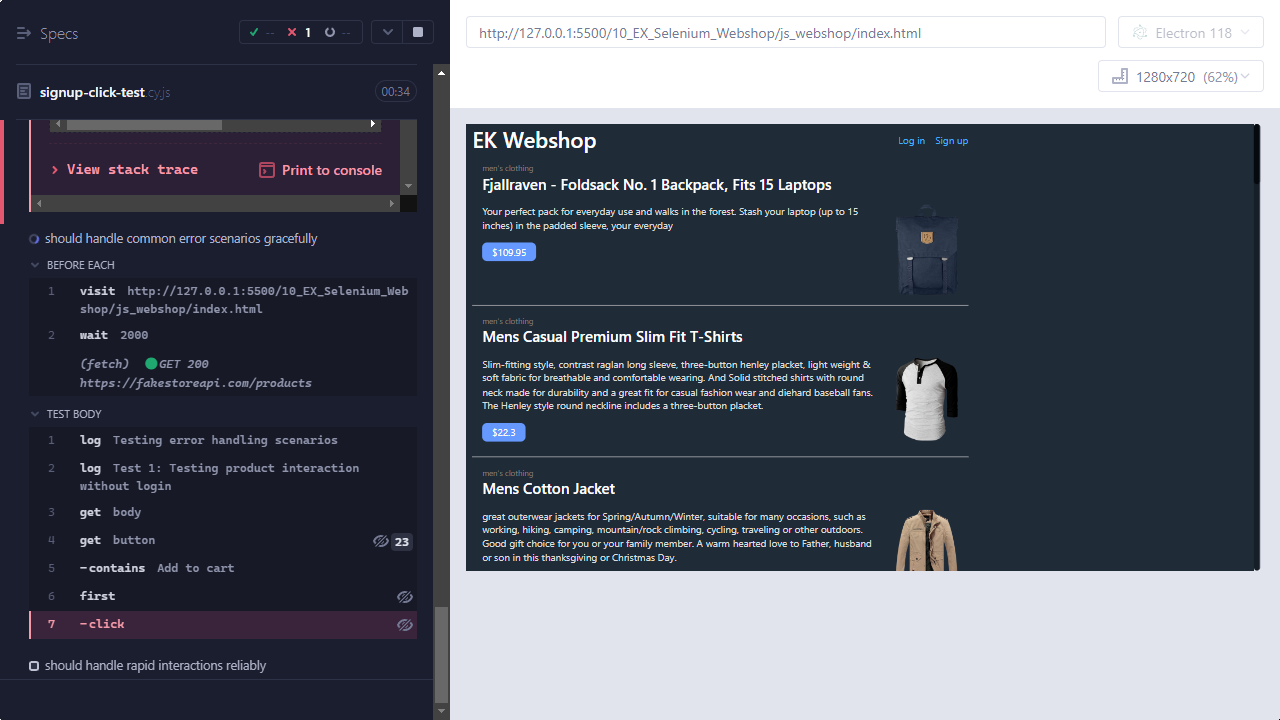 Specs
-- 1 --
signup-click-test.cy.js
00:34
View stack trace
Print to console
should handle common error scenarios gracefully
BEFORE EACH
1 visit http://127.0.0.1:5500/10_EX_Selenium_Web
shop/js_webshop/index.html
2 wait 2000
(fetch) GET 200
https://fakestoreapi.com/products
TEST BODY
1 log Testing error handling scenarios
2 log Test 1: Testing product interaction
without login
3 get body
4 get button 23
5 -contains Add to cart
6 first
7 -click
should handle rapid interactions reliably
http://127.0.0.1:5500/10_EX_Selenium_Webshop/js_webshop/index.html
Electron 118
1280x720 (62%)
EK Webshop
Log in Sign up
men's clothing
Fjallraven - Foldsack No. 1 Backpack, Fits 15 Laptops
Your perfect pack for everyday use and walks in the forest. Stash your laptop (up to 15
inches) in the padded sleeve, your everyday
$109.95
men's clothing
Mens Casual Premium Slim Fit T-Shirts
Slim-fitting style, contrast raglan long sleeve, three-button henley placket, light weight &
soft fabric for breathable and comfortable wearing. And Solid stitched shirts with round
neck made for durability and a great fit for casual fashion wear and diehard baseball fans.
The Henley style round neckline includes a three-button placket.
$22.3
men's clothing
Mens Cotton Jacket
great outerwear jackets for Spring/Autumn/Winter, suitable for many occasions, such as
working, hiking, camping, mountain/rock climbing, cycling, traveling or other outdoors.
Good gift choice for you or your family member. A warm hearted love to Father, husband
or son in this thanksgiving or Christmas Day.